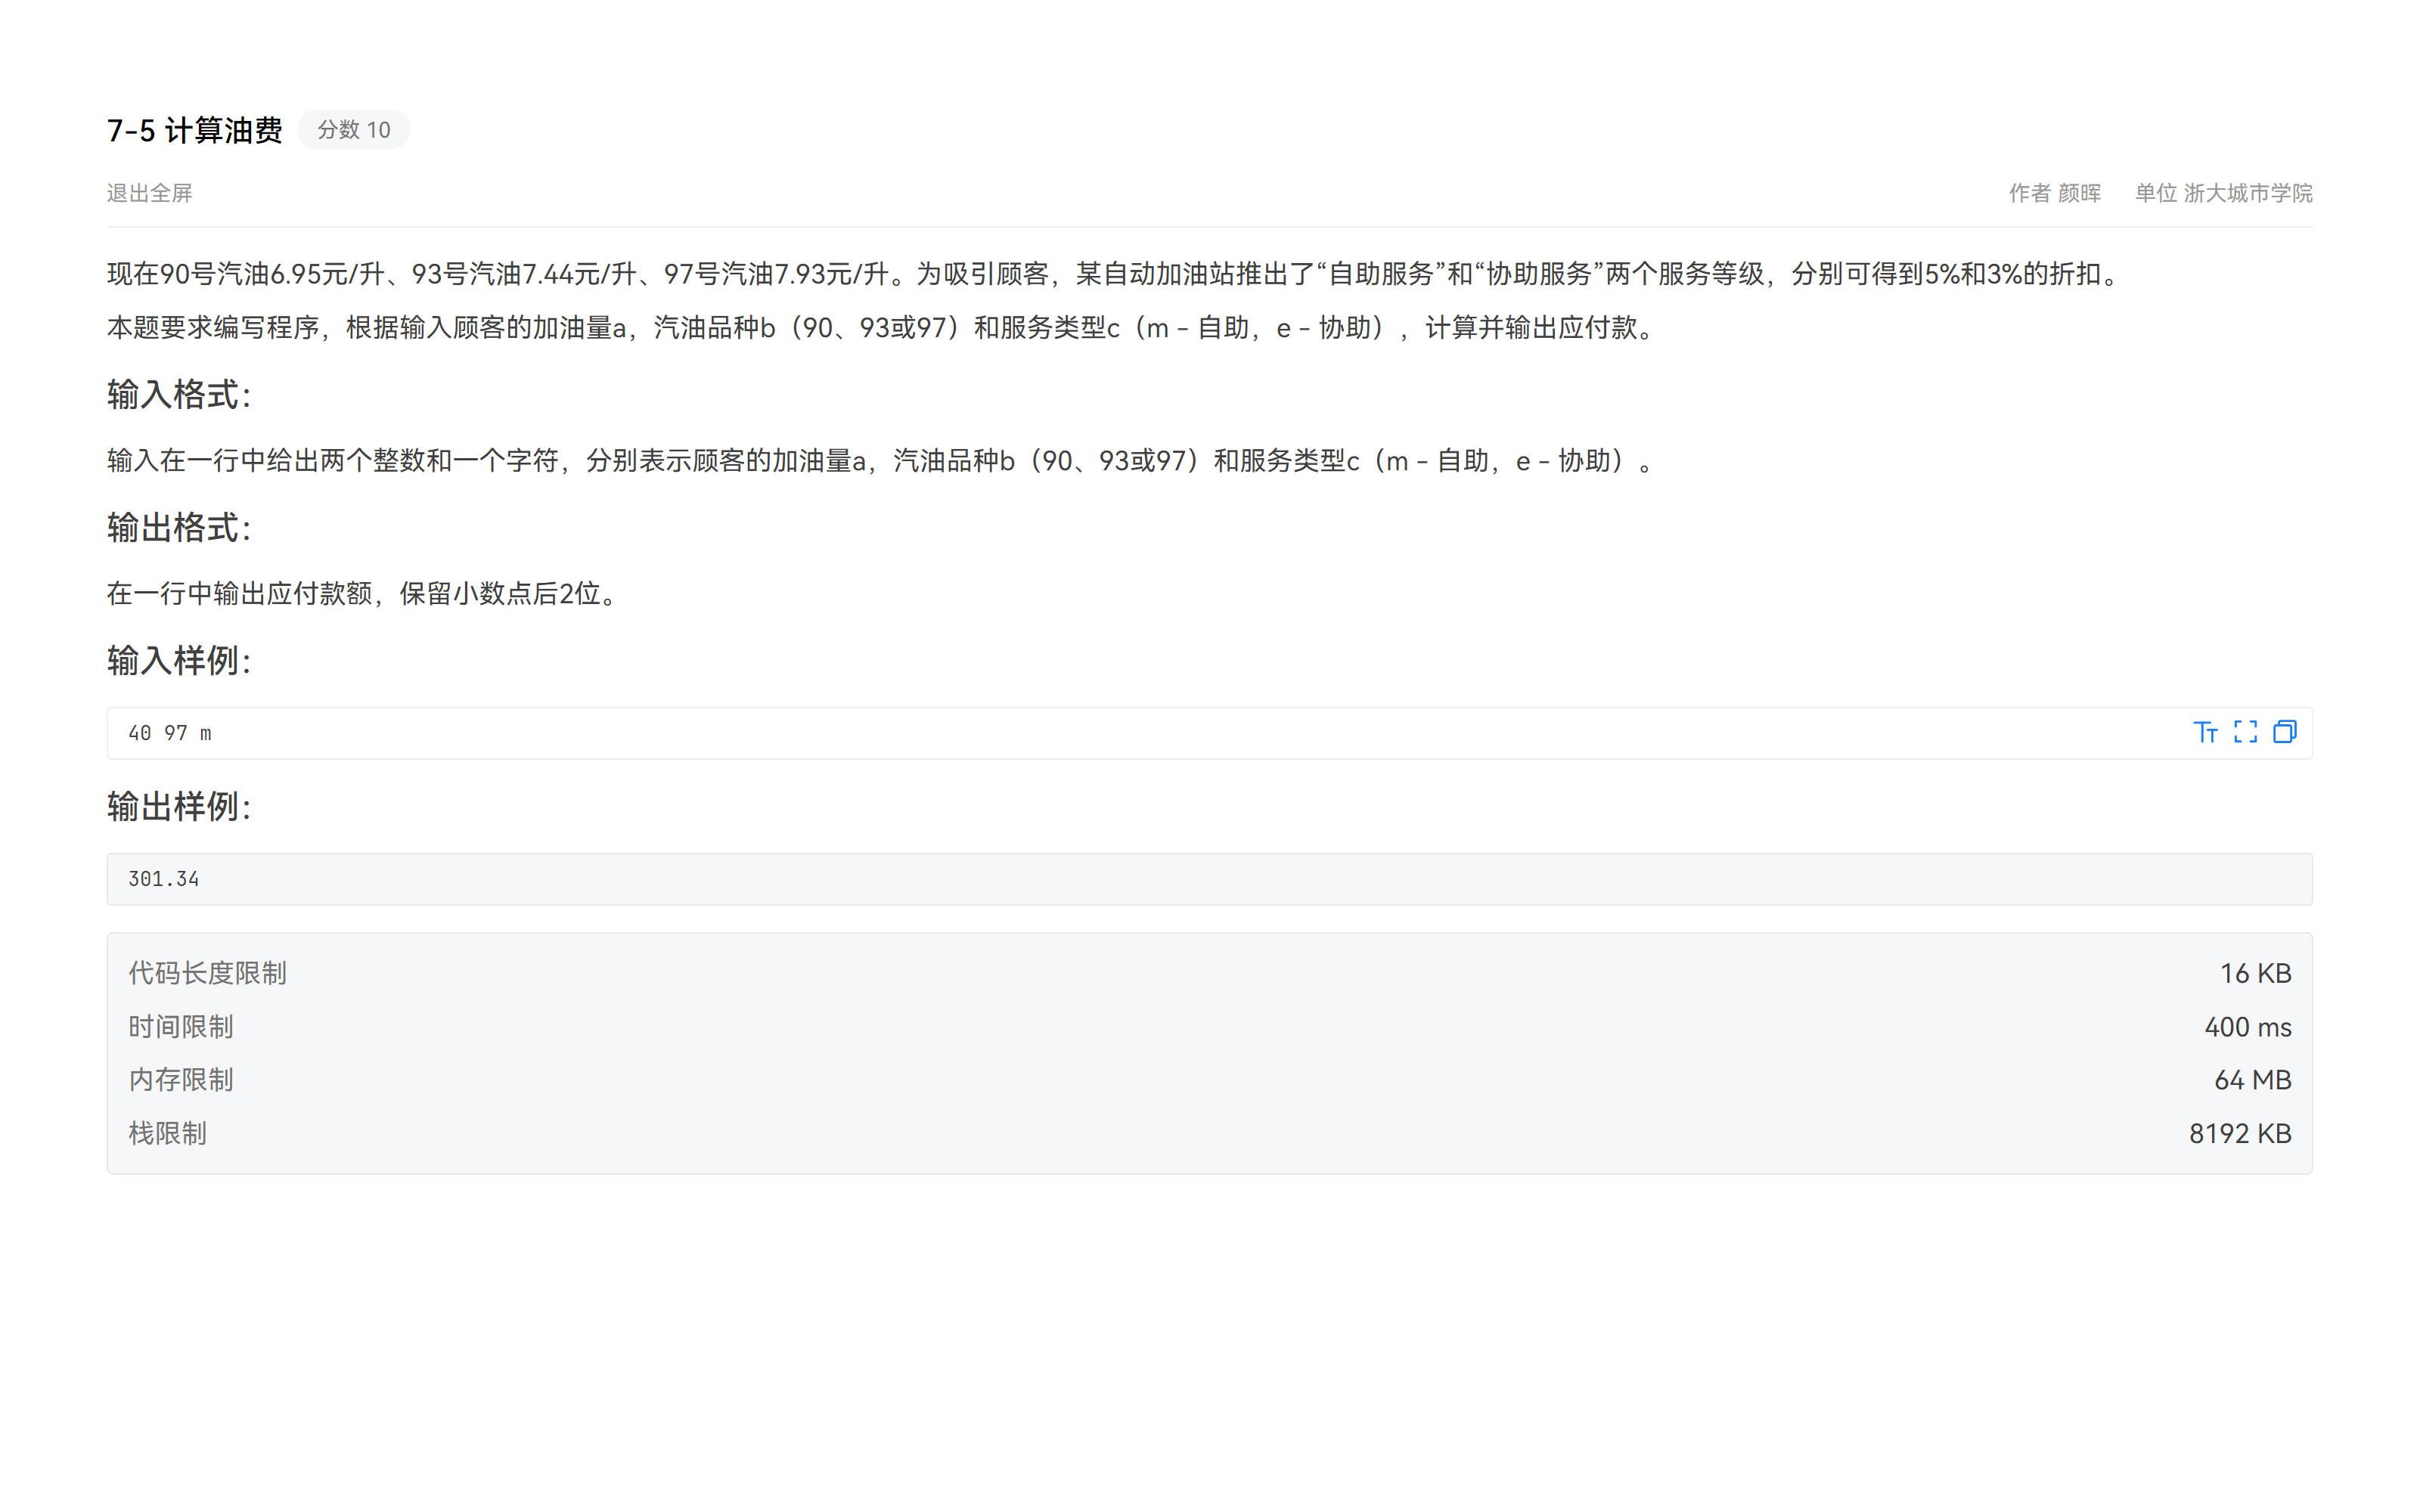 7-5 计算油费 分数 10
退出全屏 作者 颜晖 单位 浙大城市学院
现在90号汽油6.95元/升、93号汽油7.44元/升、97号汽油7.93元/升。为吸引顾客，某自动加油站推出了“自助服务”和“协助服务”两个服务等级，分别可得到5%和3%的折扣。
本题要求编写程序，根据输入顾客的加油量a，汽油品种b（90、93或97）和服务类型c（m - 自助，e - 协助），计算并输出应付款。
输入格式：
输入在一行中给出两个整数和一个字符，分别表示顾客的加油量a，汽油品种b（90、93或97）和服务类型c（m - 自助，e - 协助）。
输出格式：
在一行中输出应付款额，保留小数点后2位。
输入样例：
40 97 m
输出样例：
301.34
代码长度限制 16 KB
时间限制 400 ms
内存限制 64 MB
栈限制 8192 KB